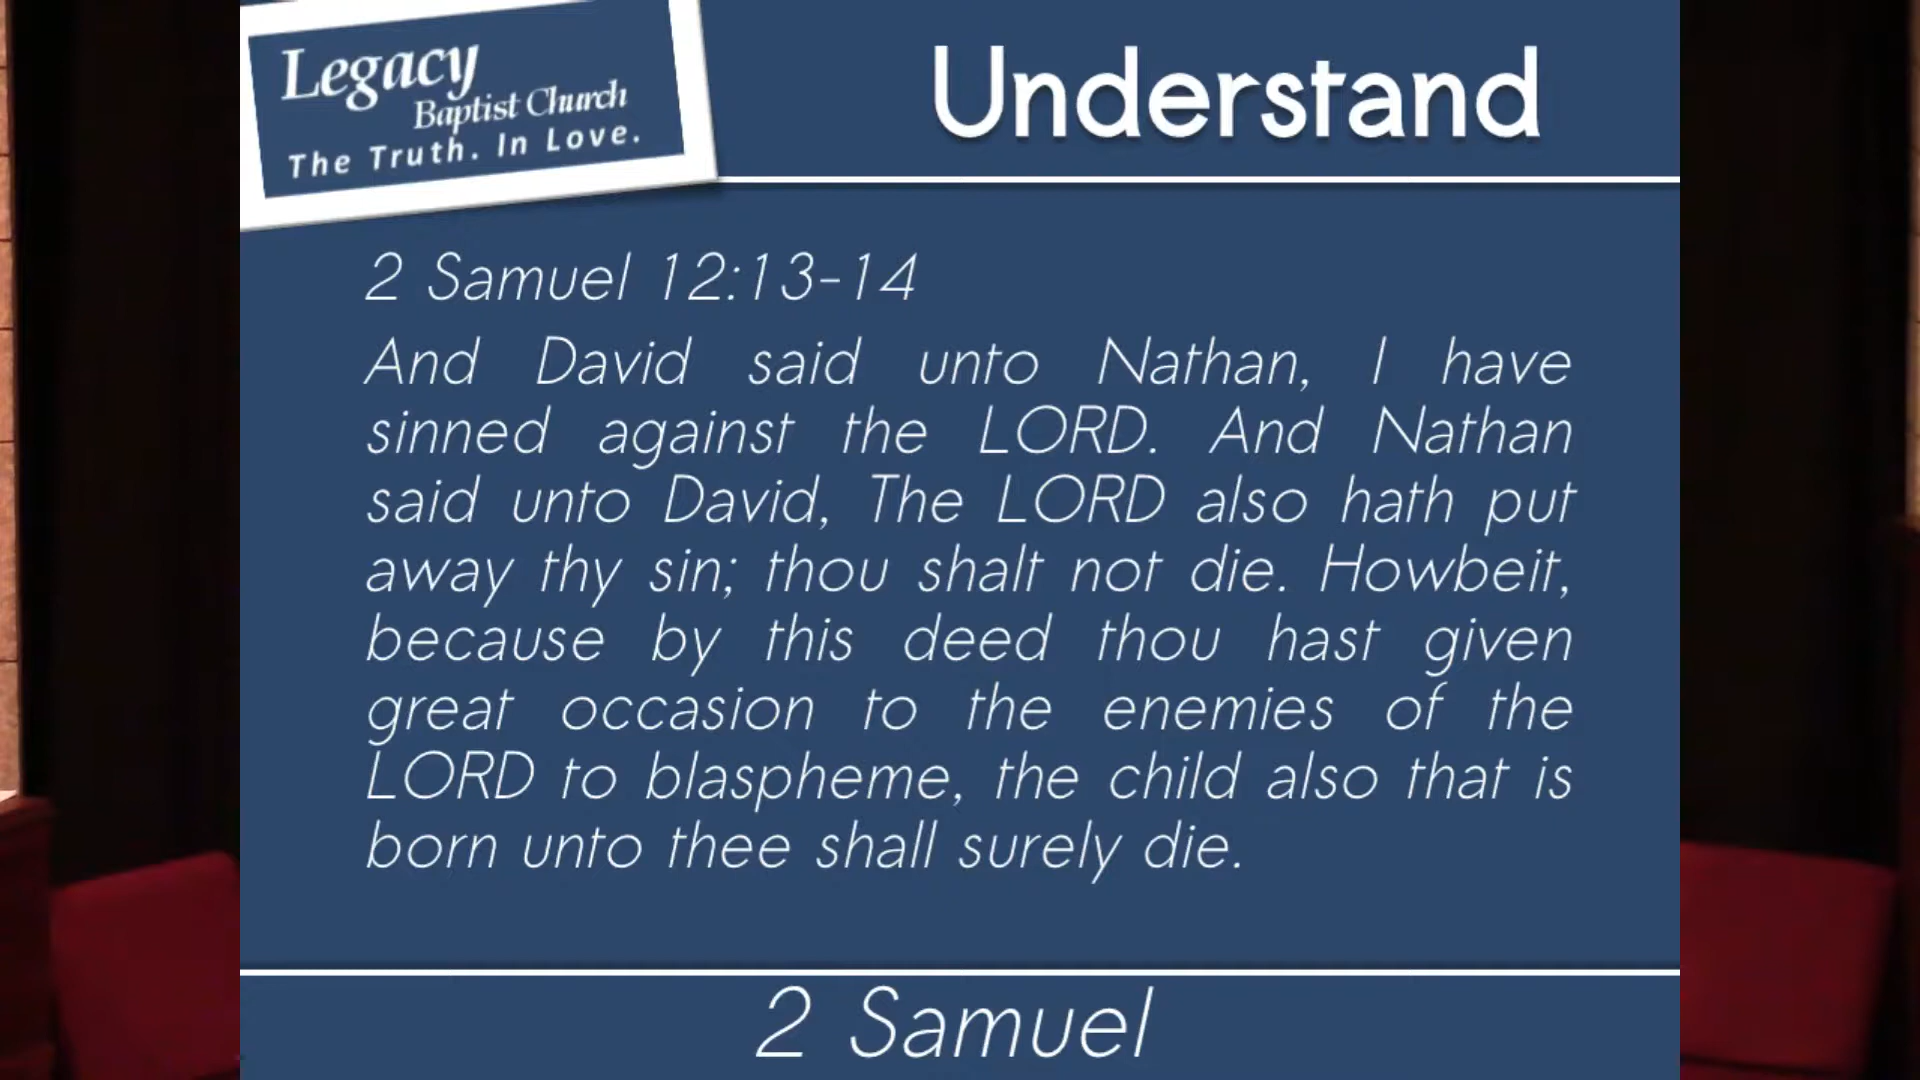 Legacy
Baptist Church
The Truth. In Love.
Understand
2 Samuel 12:13-14
And David said unto Nathan, I have
sinned against the LORD. And Nathan
said unto David, The LORD also hath put
away thy sin; thou shalt not die. Howbeit,
because by this deed thou hast given
great occasion to the enemies of the
LORD to blaspheme, the child also that is
born unto thee shall surely die.
2 Samuel